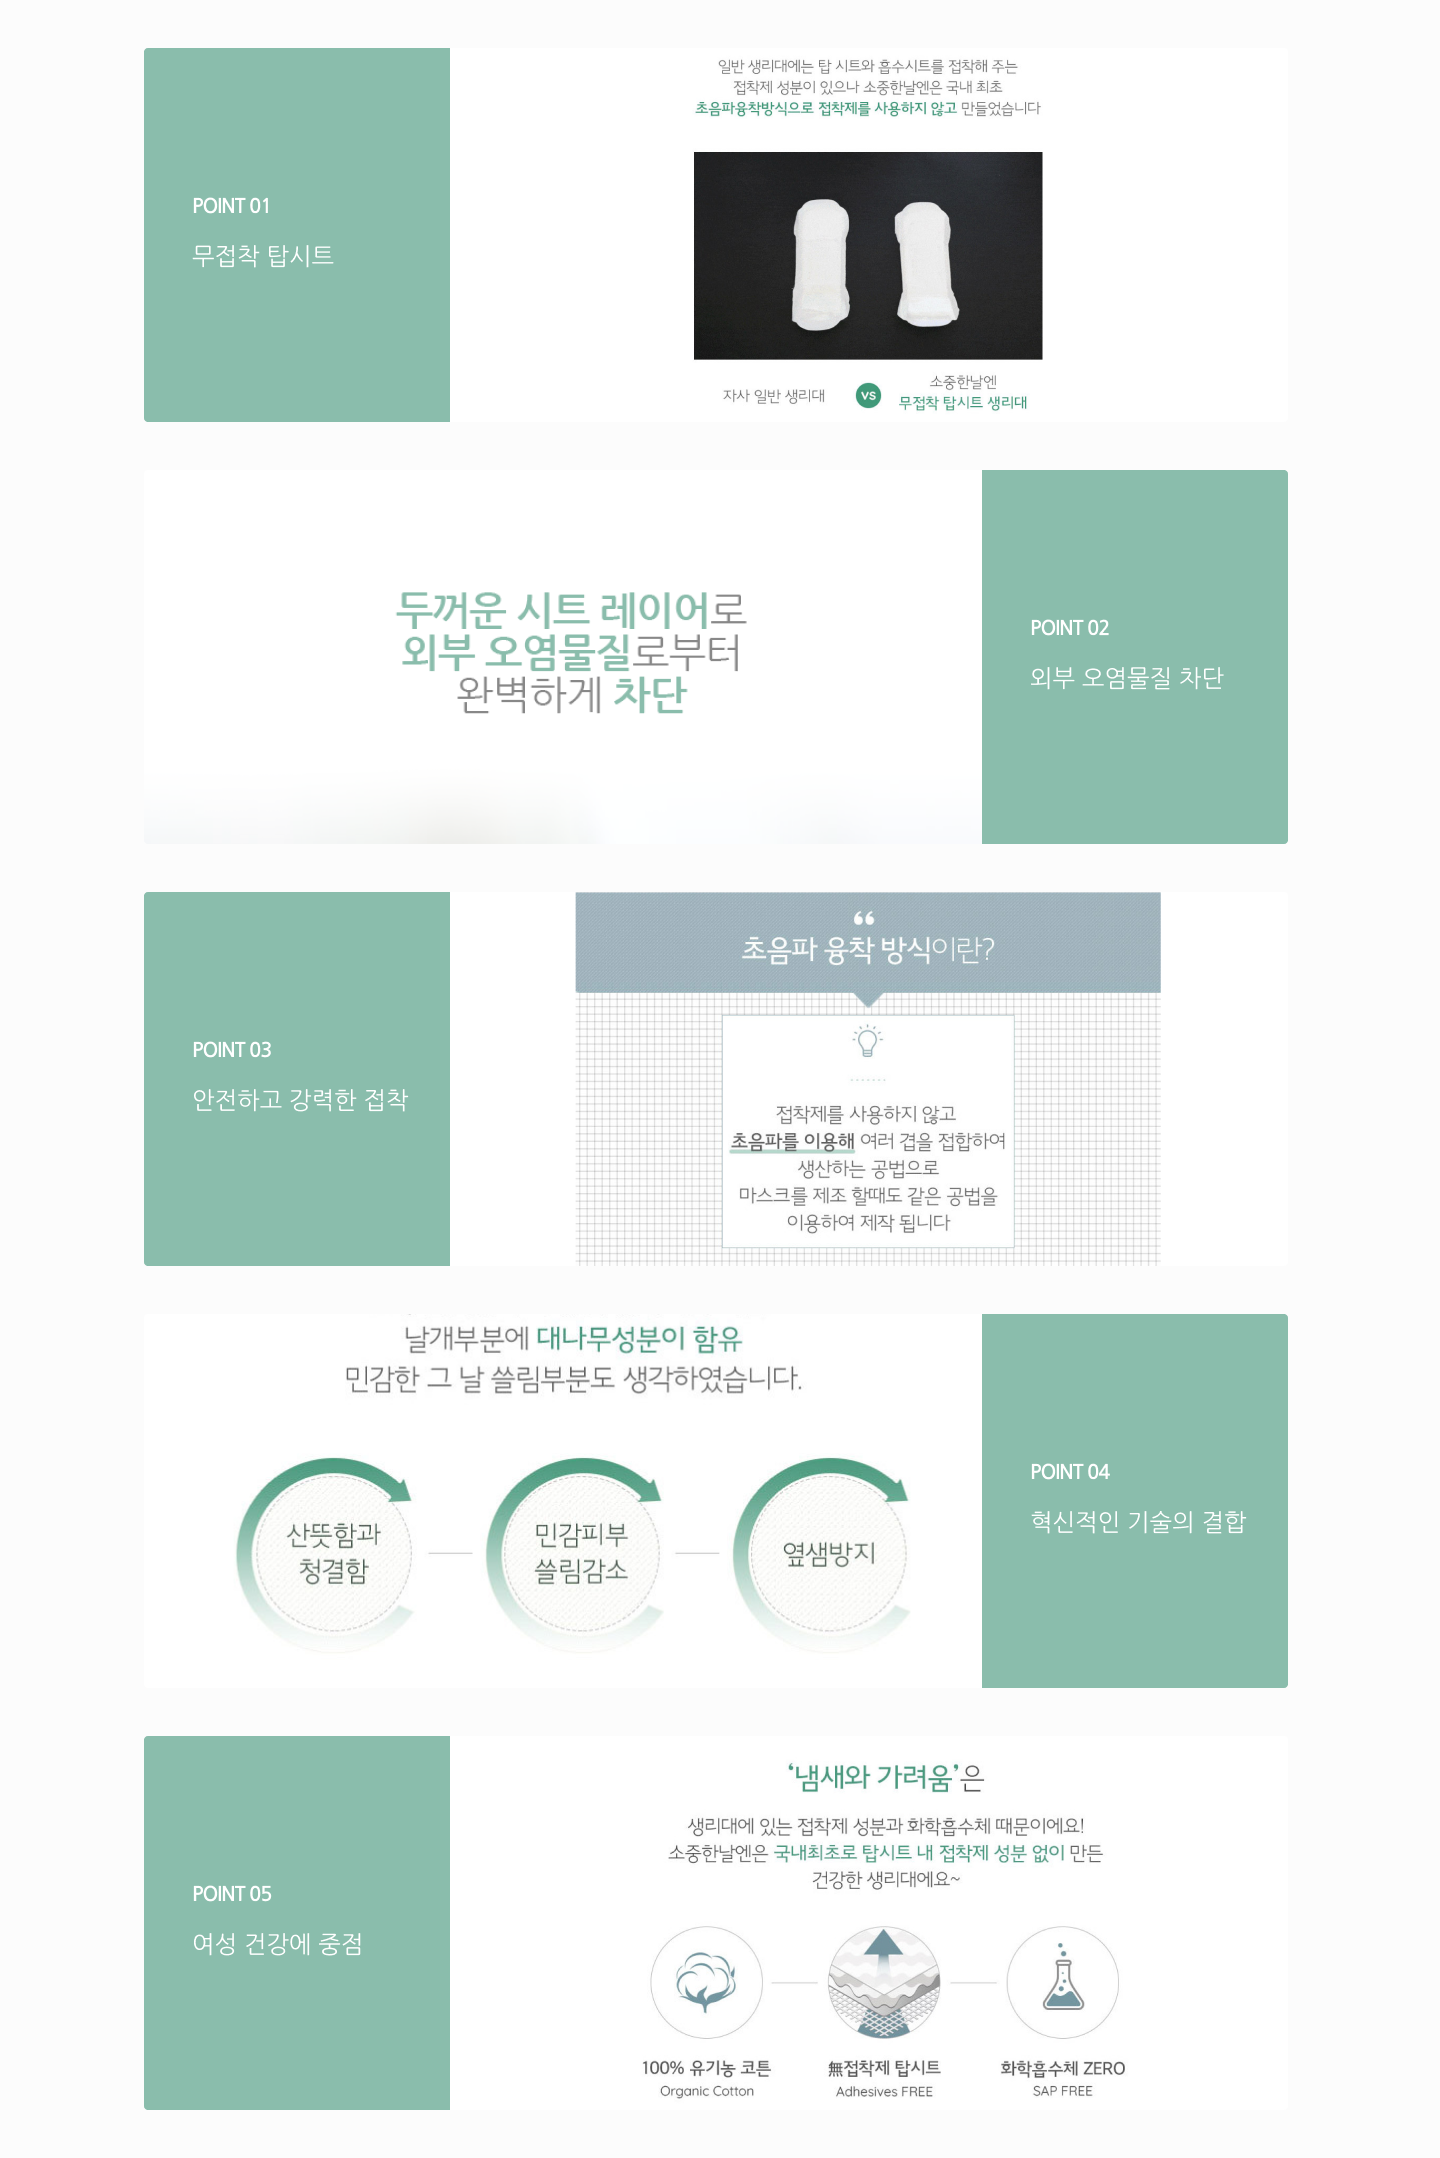 POINT 01
무접착 탑시트
일반 생리대에는 탑 시트와 흡수시트를 접착해 주는
접착제 성분이 있으나 소중한날엔은 국내 최초
초음파융착방식으로 접착제를 사용하지 않고 만들었습니다
자사 일반 생리대
VS
소중한날엔
무접착 탑시트 생리대
두꺼운 시트 레이어로
외부 오염물질로부터
완벽하게 차단
POINT 02
외부 오염물질 차단
POINT 03
안전하고 강력한 접착
“
초음파 융착 방식이란?
접착제를 사용하지 않고
초음파를 이용해 여러 겹을 접합하여
생산하는 공법으로
마스크를 제조 할때도 같은 공법을
이용하여 제작 됩니다
날개부분에 대나무성분이 함유
민감한 그 날 쓸림부분도 생각하였습니다.
산뜻함과
청결함
민감피부
쓸림감소
옆샘방지
POINT 04
혁신적인 기술의 결합
POINT 05
여성 건강에 중점
‘냄새와 가려움’은
생리대에 있는 접착제 성분과 화학흡수체 때문이에요!
소중한날엔은 국내최초로 탑시트 내 접착제 성분 없이 만든
건강한 생리대에요~
100% 유기농 코튼
Organic Cotton
無접착제 탑시트
Adhesives FREE
화학흡수체 ZERO
SAP FREE